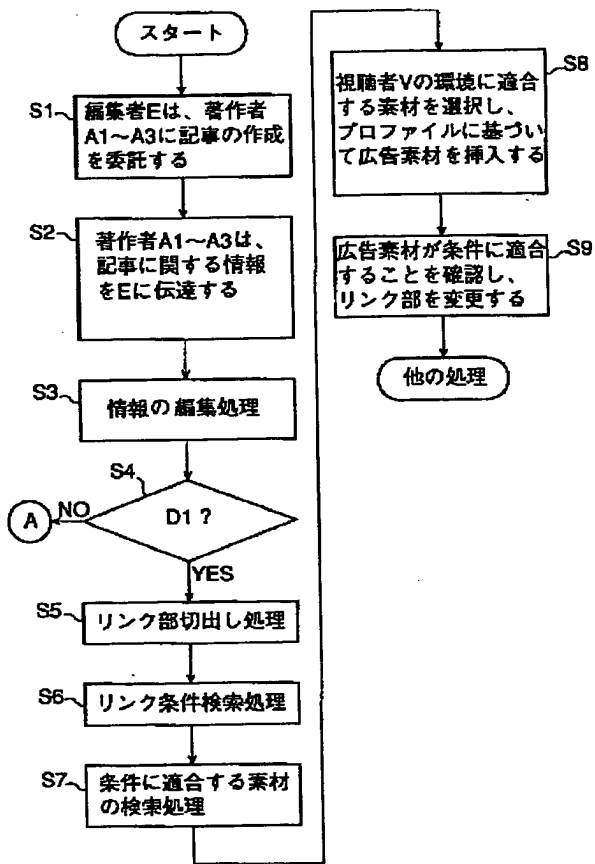 スタート
S1
編集者Eは、著作者
A1〜A3に記事の作成
を委託する
S2
著作者A1〜A3は、
記事に関する情報
をEに伝達する
S3
情報の編集処理
S4
D1?
NO
A
YES
S5
リンク部切出し処理
S6
リンク条件検索処理
S7
条件に適合する素材
の検索処理
S8
視聴者Vの環境に適合
する素材を選択し、
プロファイルに基づい
て広告素材を挿入する
S9
広告素材が条件に適合
することを確認し、
リンク部を変更する
他の処理